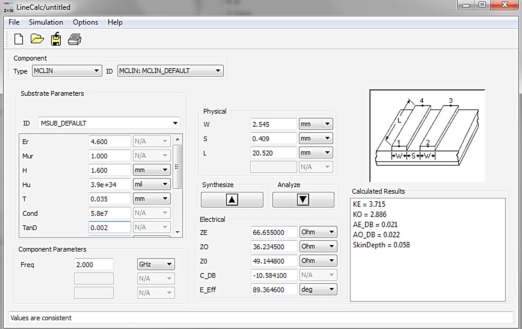 LineCalc/untitled
File Simulation Options Help
Component
Type MCLIN ID MCLIN: MCLIN_DEFAULT
Substrate Parameters
ID MSUB_DEFAULT
Er 4.600 N/A
Mur 1.000 N/A
H 1.600 mm
Hu 3.9e+34 mil
T 0.035 mm
Cond 5.8e7 N/A
TanD 0.002 N/A
Component Parameters
Freq 2.000 GHz
N/A
N/A
Physical
W 2.545 mm
S 0.409 mm
L 20.520 mm
N/A
Synthesize Analyze
Electrical
ZE 66.655000 Ohm
ZO 36.234500 Ohm
Z0 49.144800 Ohm
C_DB -10.584100 N/A
E_Eff 89.364600 deg
4 3
L
1 2
W S W
Calculated Results
KE = 3.715
KO = 2.886
AE_DB = 0.021
AO_DB = 0.022
SkinDepth = 0.058
Values are consistent